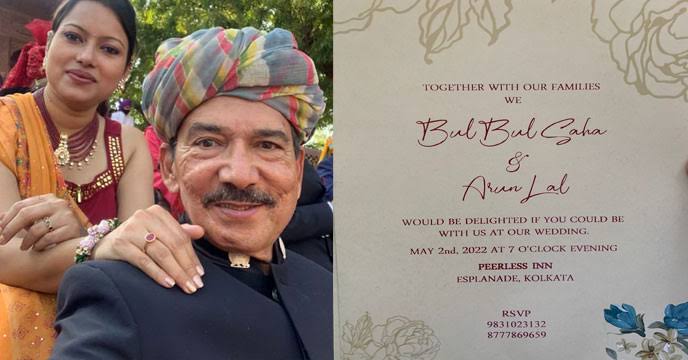 TOGETHER WITH OUR FAMILIES
WE
Bul Bul Saha
&
Arun Lal
WOULD BE DELIGHTED IF YOU COULD BE
WITH US AT OUR WEDDING.
MAY 2nd, 2022 AT 7 O'CLOCK EVENING
PEERLESS INN
ESPLANADE, KOLKATA
RSVP
9831023132
8777869659